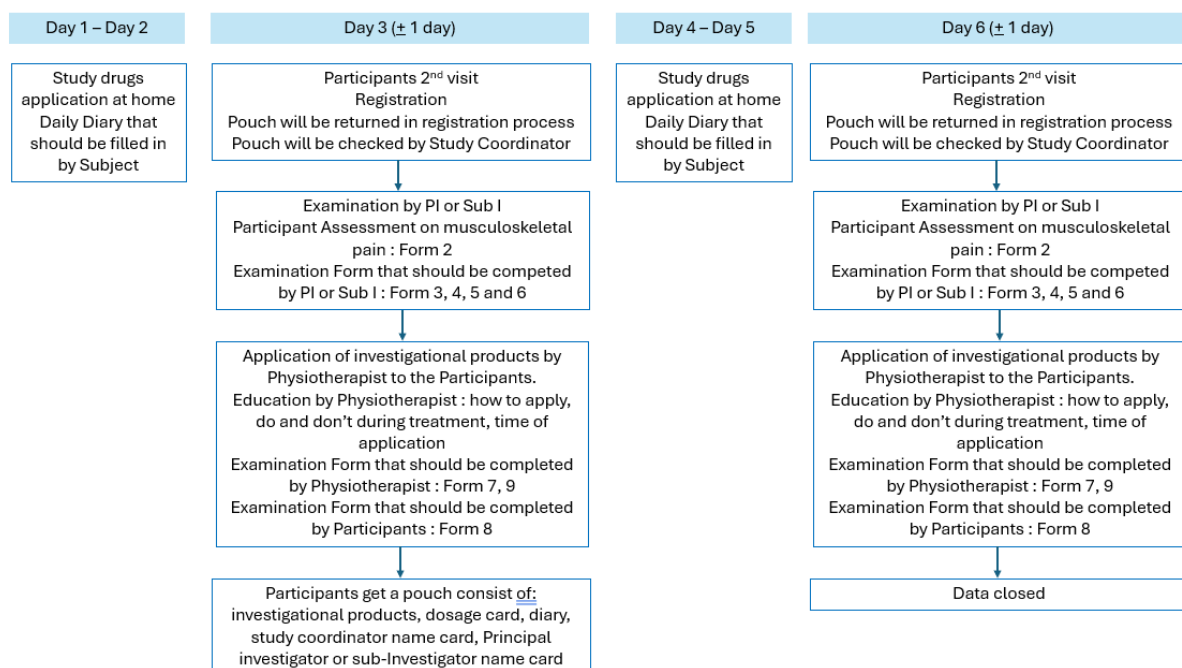 Day 1 – Day 2
Study drugs
application at home
Daily Diary that
should be filled in
by Subject
Day 3 (± 1 day)
Participants 2nd visit
Registration
Pouch will be returned in registration process
Pouch will be checked by Study Coordinator
Examination by PI or Sub I
Participant Assessment on musculoskeletal
pain : Form 2
Examination Form that should be competed
by PI or Sub I : Form 3, 4, 5 and 6
Application of investigational products by
Physiotherapist to the Participants.
Education by Physiotherapist : how to apply,
do and don’t during treatment, time of
application
Examination Form that should be completed
by Physiotherapist : Form 7, 9
Examination Form that should be completed
by Participants : Form 8
Participants get a pouch consist of:
investigational products, dosage card, diary,
study coordinator name card, Principal
investigator or sub-Investigator name card
Day 4 – Day 5
Study drugs
application at home
Daily Diary that
should be filled in
by Subject
Day 6 (± 1 day)
Participants 2nd visit
Registration
Pouch will be returned in registration process
Pouch will be checked by Study Coordinator
Examination by PI or Sub I
Participant Assessment on musculoskeletal
pain : Form 2
Examination Form that should be competed
by PI or Sub I : Form 3, 4, 5 and 6
Application of investigational products by
Physiotherapist to the Participants.
Education by Physiotherapist : how to apply,
do and don’t during treatment, time of
application
Examination Form that should be completed
by Physiotherapist : Form 7, 9
Examination Form that should be completed
by Participants : Form 8
Data closed